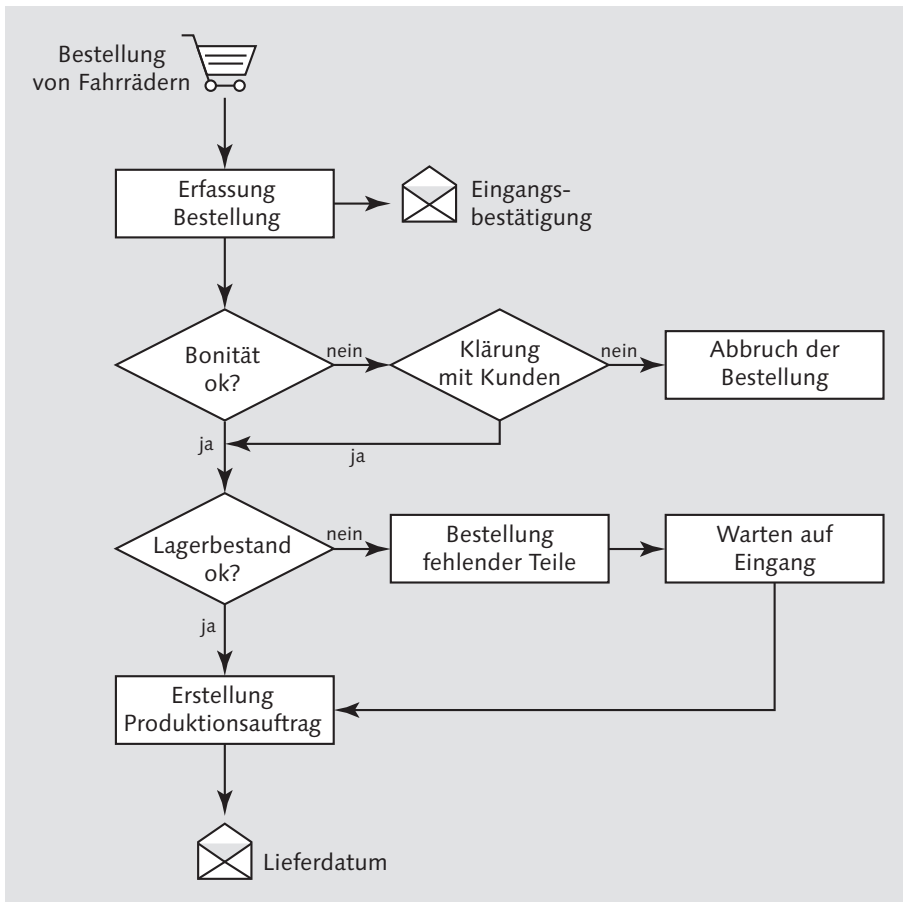 Bestellung
von Fahrrädern
Erfassung
Bestellung
Eingangs-
bestätigung
Bonität
ok?
nein
Klärung
mit Kunden
nein
Abbruch der
Bestellung
ja
ja
Lagerbestand
ok?
nein
Bestellung
fehlender Teile
Warten auf
Eingang
ja
Erstellung
Produktionsauftrag
Lieferdatum